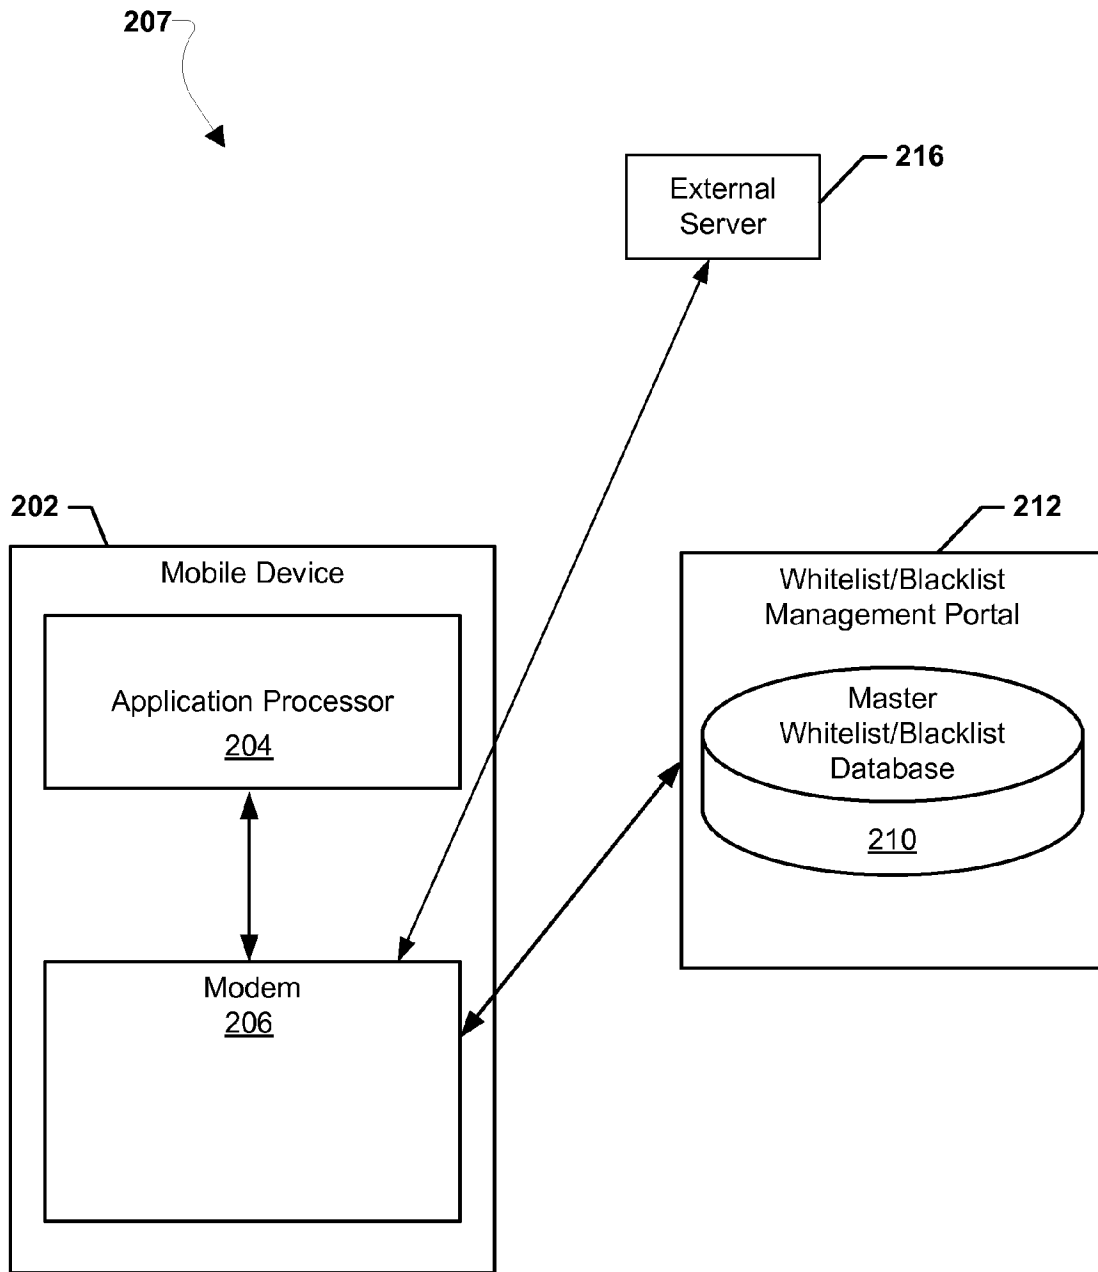 207
216
External
Server
202
212
Mobile Device
Whitelist/Blacklist
Management Portal
Application Processor
204
Master
Whitelist/Blacklist
Database
210
Modem
206